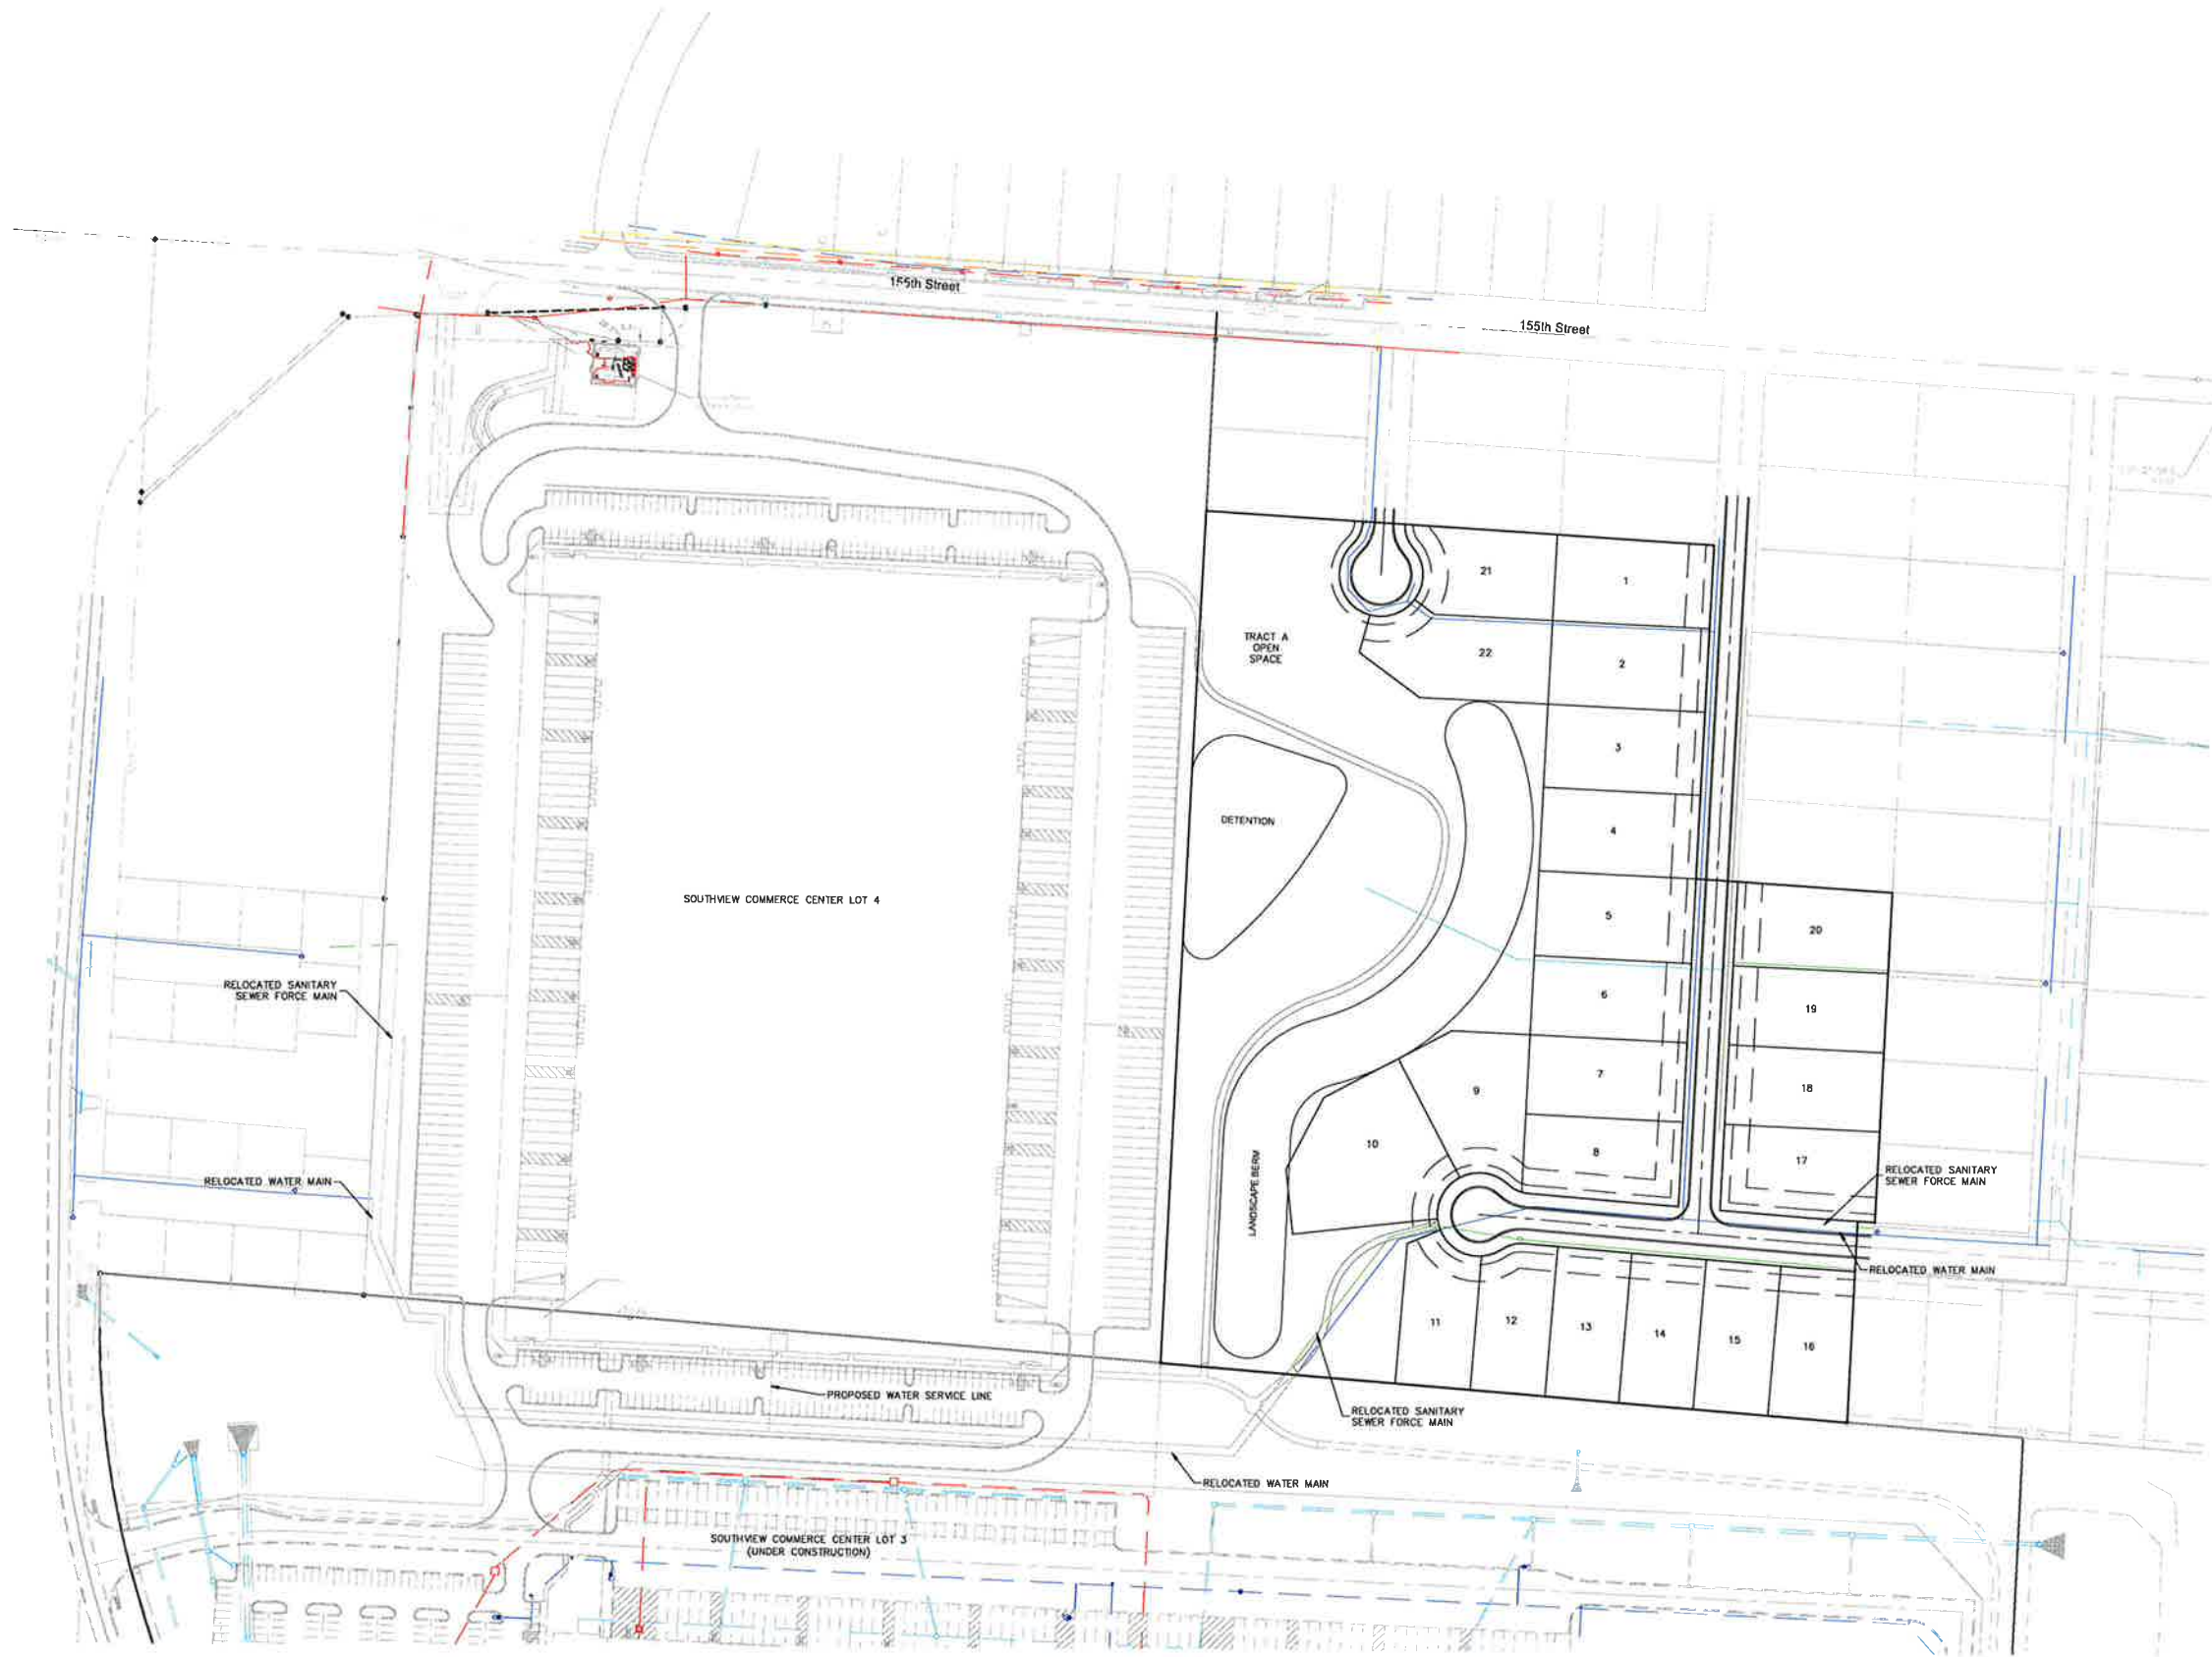 155th Street
155th Street
21
1
TRACT A
OPEN
SPACE
22
2
3
DETENTION
4
SOUTHVIEW COMMERCE CENTER LOT 4
5
20
RELOCATED SANITARY
SEWER FORCE MAIN
6
19
7
18
9
10
8
17
LANDSCAPE BERM
RELOCATED WATER MAIN
RELOCATED SANITARY
SEWER FORCE MAIN
RELOCATED WATER MAIN
11
12
13
14
15
16
PROPOSED WATER SERVICE LINE
RELOCATED SANITARY
SEWER FORCE MAIN
RELOCATED WATER MAIN
SOUTHVIEW COMMERCE CENTER LOT 3
(UNDER CONSTRUCTION)